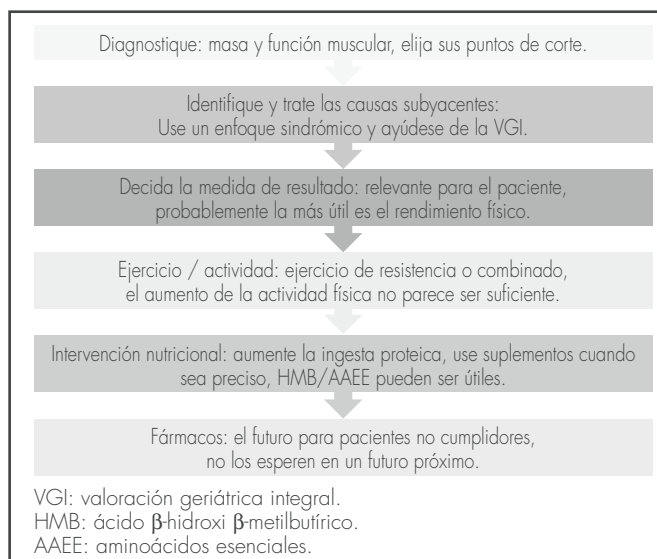 Diagnostique: masa y función muscular, elija sus puntos de corte.
Identifique y trate las causas subyacentes:
Use un enfoque sindrómico y ayúdese de la VGI.
Decida la medida de resultado: relevante para el paciente,
probablemente la más útil es el rendimiento físico.
Ejercicio / actividad: ejercicio de resistencia o combinado,
el aumento de la actividad física no parece ser suficiente.
Intervención nutricional: aumente la ingesta proteica, use suplementos cuando
sea preciso, HMB/AAEE pueden ser útiles.
Fármacos: el futuro para pacientes no cumplidores,
no los esperen en un futuro próximo.
VGI: valoración geriátrica integral.
HMB: ácido β-hidroxi β-metilbutírico.
AAEE: aminoácidos esenciales.